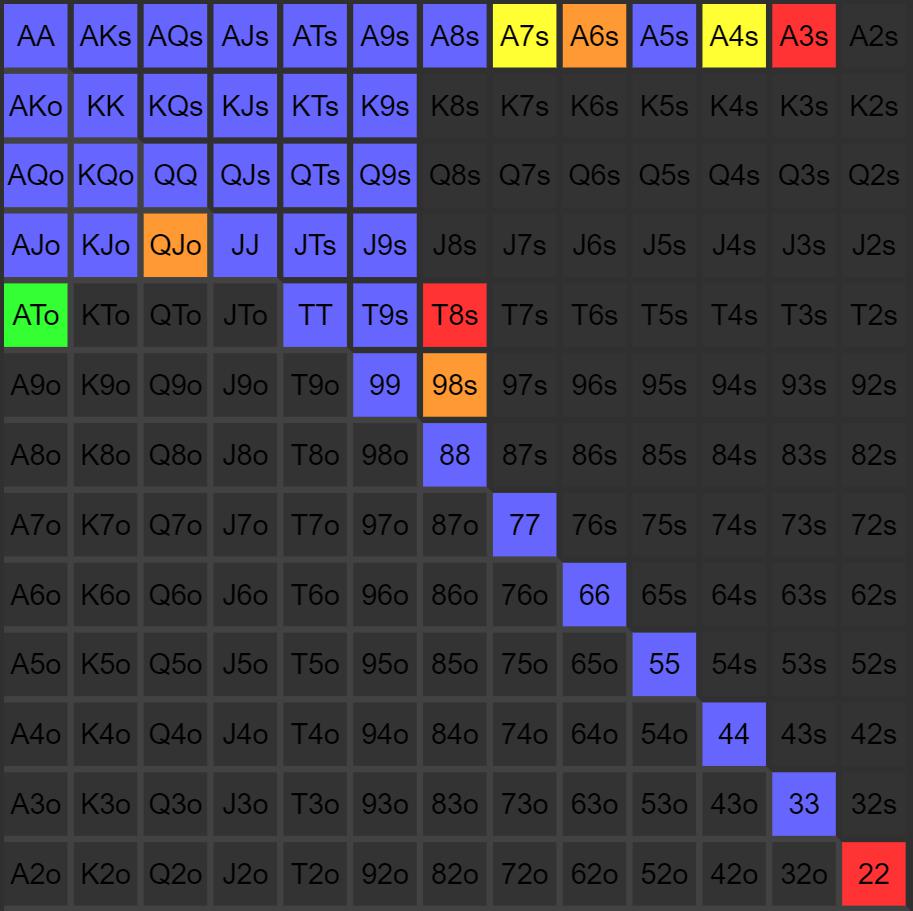 AA AKs AQs AJs ATs A9s A8s A7s A6s A5s A4s A3s A2s
AKo KK KQs KJs KTs K9s K8s K7s K6s K5s K4s K3s K2s
AQo KQo QQ QJs QTs Q9s Q8s Q7s Q6s Q5s Q4s Q3s Q2s
AJo KJo QJo JJ JTs J9s J8s J7s J6s J5s J4s J3s J2s
ATo KTo QTo JTo TT T9s T8s T7s T6s T5s T4s T3s T2s
A9o K9o Q9o J9o T9o 99 98s 97s 96s 95s 94s 93s 92s
A8o K8o Q8o J8o T8o 98o 88 87s 86s 85s 84s 83s 82s
A7o K7o Q7o J7o T7o 97o 87o 77 76s 75s 74s 73s 72s
A6o K6o Q6o J6o T6o 96o 86o 76o 66 65s 64s 63s 62s
A5o K5o Q5o J5o T5o 95o 85o 75o 65o 55 54s 53s 52s
A4o K4o Q4o J4o T4o 94o 84o 74o 64o 54o 44 43s 42s
A3o K3o Q3o J3o T3o 93o 83o 73o 63o 53o 43o 33 32s
A2o K2o Q2o J2o T2o 92o 82o 72o 62o 52o 42o 32o 22